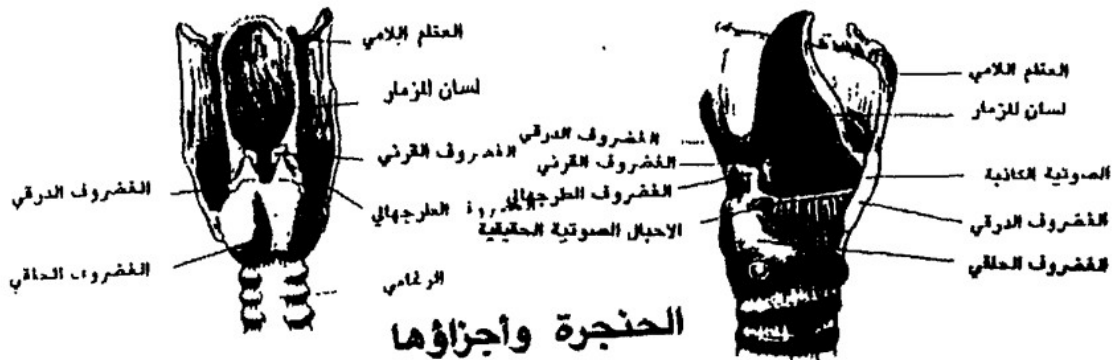 العظم اللامي
لسان المزمار
الغضروف القرني
الغضروف الدرقي
الطرجهالي
الغضروف الحلقي
الرغامي
العظم اللامي
لسان المزمار
الغضروف الدرقي
الغضروف القرني
الغضروف الطرجهالي
الاحبال الصوتية الحقيقية
الصوتية الكاذبة
الغضروف الدرقي
الغضروف الحلقي
الحنجرة وأجزاؤها